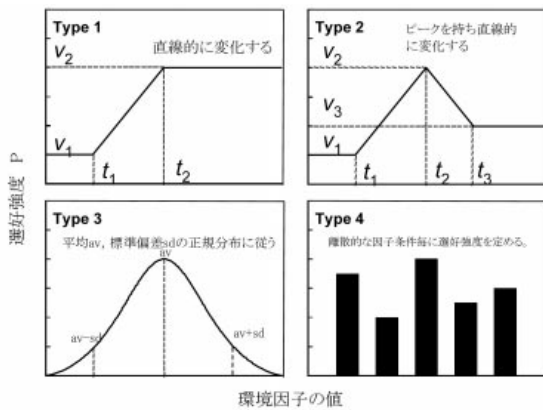 Type 1
直線的に変化する
v2
v1
t1
t2
Type 2
ピークを持ち直線的
に変化する
v2
v3
v1
t1
t2
t3
選好強度 P
Type 3
平均av, 標準偏差sdの正規分布に従う
av
av-sd
av+sd
Type 4
離散的な因子条件毎に選好強度を定める。
環境因子の値